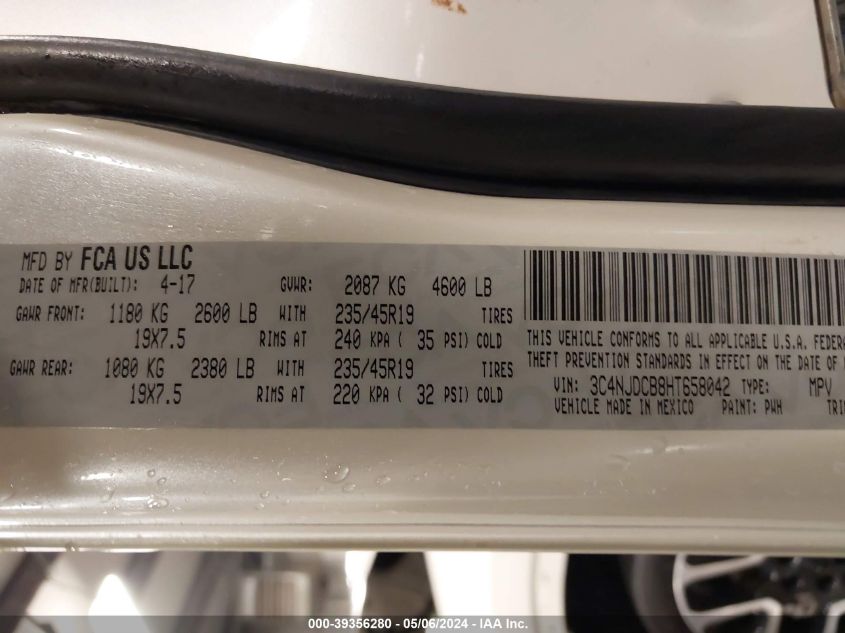 MFD BY FCA US LLC
DATE OF MFR(BUILT): 4-17 GVWR: 2087 KG 4600 LB
GAWR FRONT: 1180 KG 2600 LB WITH 235/45R19 TIRES
19X7.5 RIMS AT 240 KPA ( 35 PSI) COLD
GAWR REAR: 1080 KG 2380 LB WITH 235/45R19 TIRES
19X7.5 RIMS AT 220 KPA ( 32 PSI) COLD
THIS VEHICLE CONFORMS TO ALL APPLICABLE U.S.A. FEDERA
THEFT PREVENTION STANDARDS IN EFFECT ON THE DATE OF
VIN: 3C4NJDCB8HT658042 TYPE: MPV
VEHICLE MADE IN MEXICO PAINT: PWH
000-39356280 - 05/06/2024 - IAA Inc.